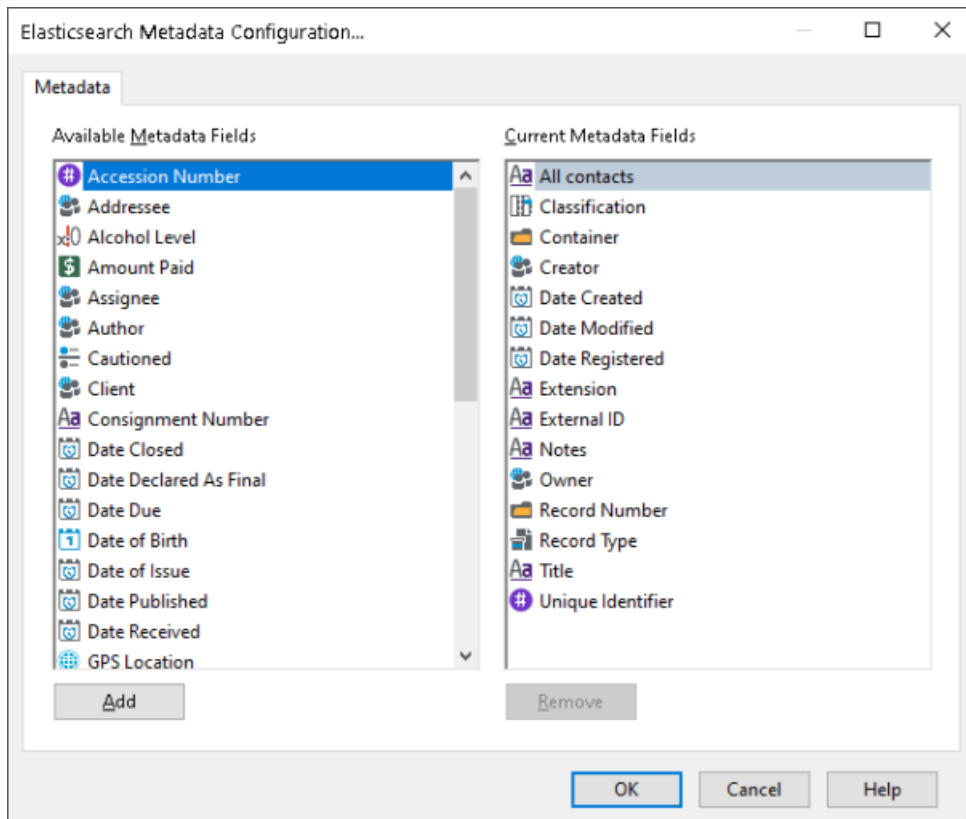 Elasticsearch Metadata Configuration...
Metadata
Available Metadata Fields
Accession Number
Addressee
Alcohol Level
Amount Paid
Assignee
Author
Cautioned
Client
Consignment Number
Date Closed
Date Declared As Final
Date Due
Date of Birth
Date of Issue
Date Published
Date Received
GPS Location
Add
Current Metadata Fields
All contacts
Classification
Container
Creator
Date Created
Date Modified
Date Registered
Extension
External ID
Notes
Owner
Record Number
Record Type
Title
Unique Identifier
Remove
OK
Cancel
Help